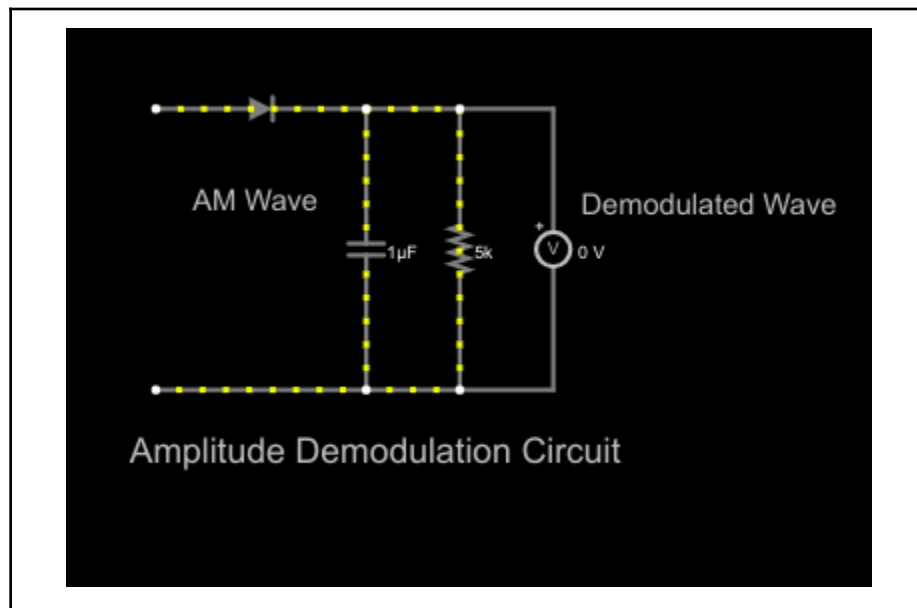 AM Wave
Demodulated Wave
+
1μF
5k
V
0 V
Amplitude Demodulation Circuit